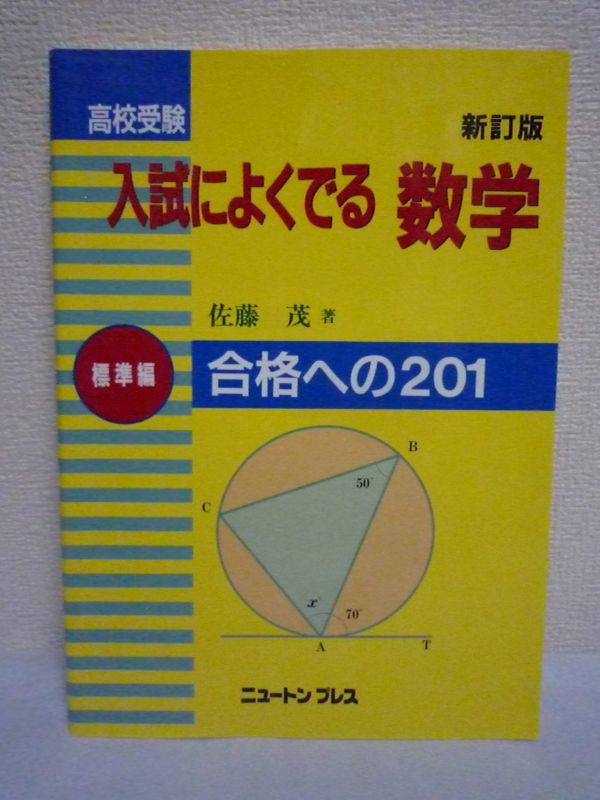 高校受験
新訂版
入試によくでる 数学
佐藤 茂 著
標準編
合格への201
B
50°
C
x°
70°
A
T
ニュートン プレス